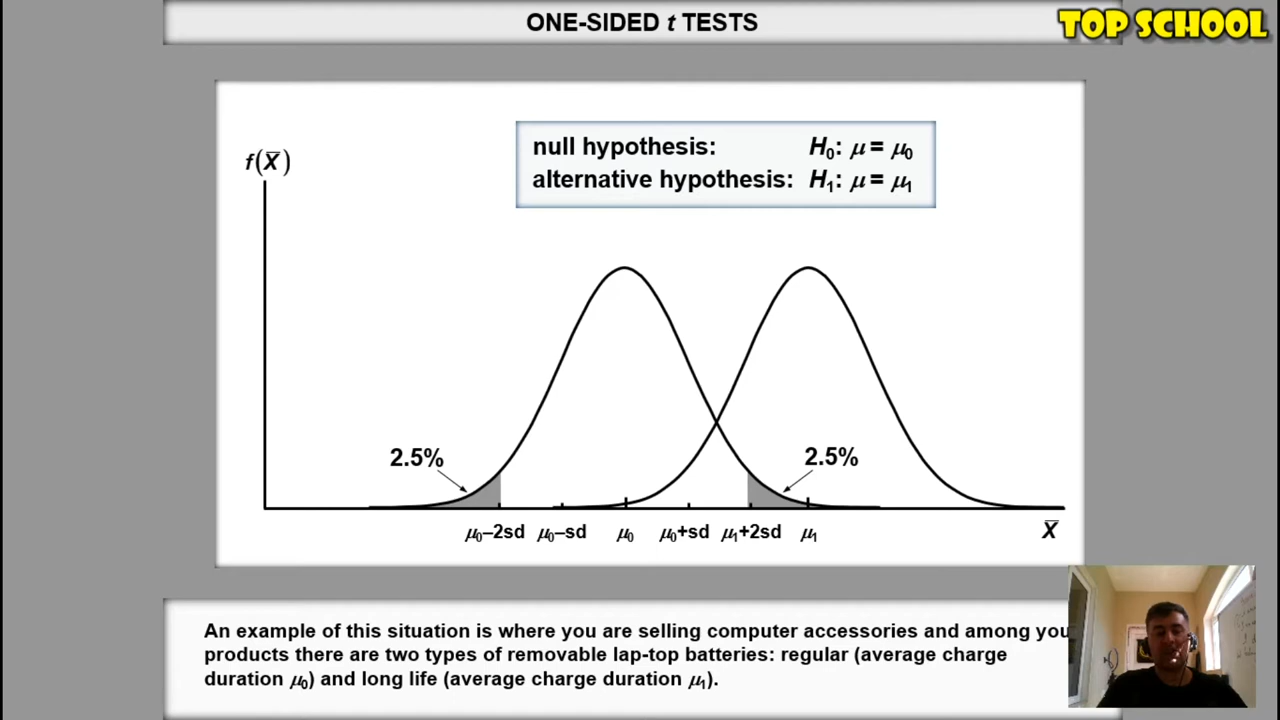 ONE-SIDED t TESTS
TOP SCHOOL
null hypothesis: H₀: μ = μ₀
alternative hypothesis: H₁: μ = μ₁
f(X̅)
2.5%
2.5%
μ₀–2sd μ₀–sd μ₀ μ₀+sd μ₁+2sd μ₁
X̅
An example of this situation is where you are selling computer accessories and among you
products there are two types of removable lap-top batteries: regular (average charge
duration μ₀) and long life (average charge duration μ₁).